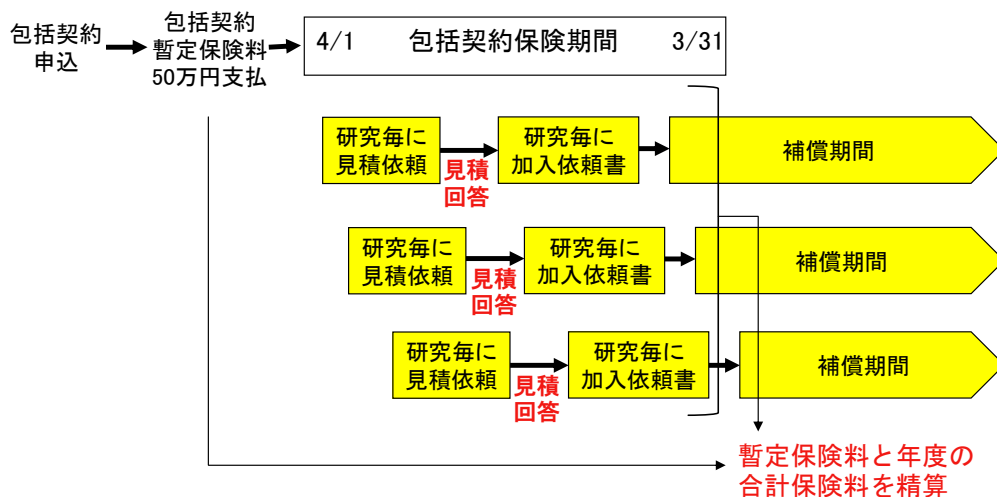 包括契約
申込
包括契約
暫定保険料
50万円支払
4/1 包括契約保険期間 3/31
研究毎に
見積依頼
見積
回答
研究毎に
加入依頼書
補償期間
研究毎に
見積依頼
見積
回答
研究毎に
加入依頼書
補償期間
研究毎に
見積依頼
見積
回答
研究毎に
加入依頼書
補償期間
暫定保険料と年度の
合計保険料を精算